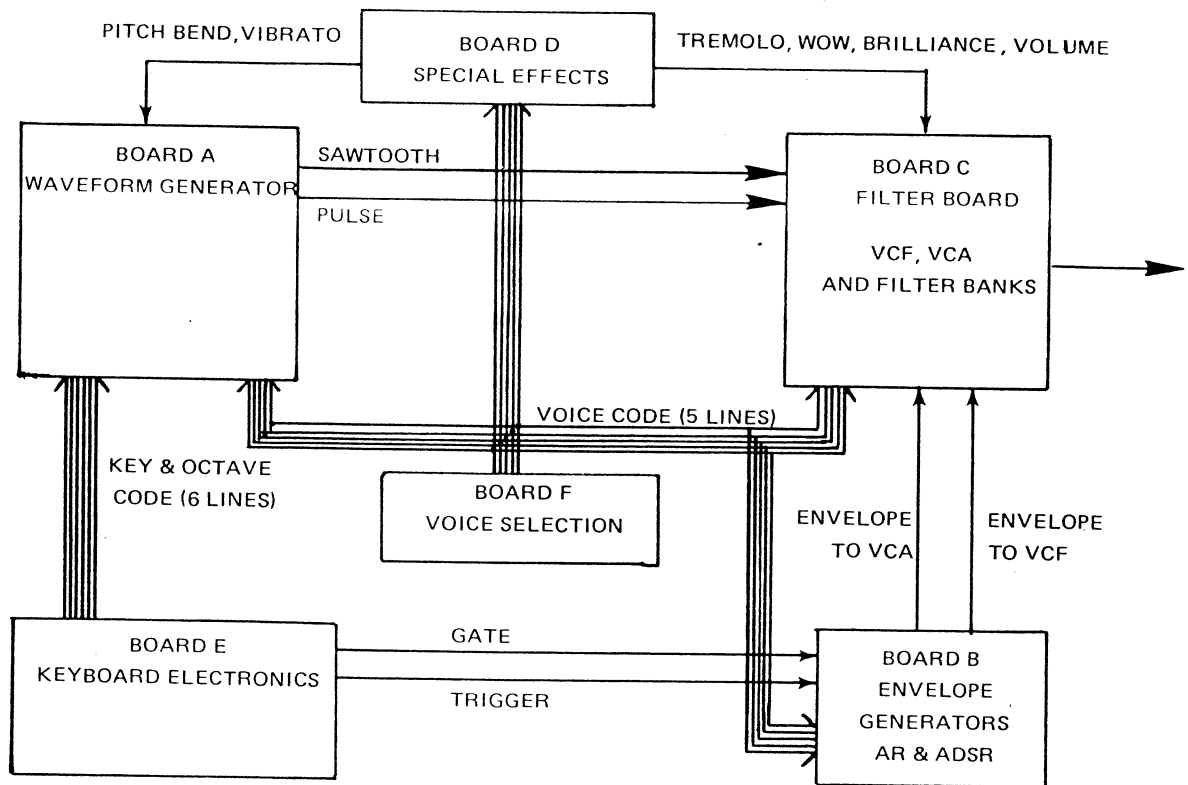 PITCH BEND, VIBRATO
BOARD D
SPECIAL EFFECTS
TREMOLO, WOW, BRILLIANCE, VOLUME
BOARD A
WAVEFORM GENERATOR
SAWTOOTH
PULSE
BOARD C
FILTER BOARD
VCF, VCA
AND FILTER BANKS
VOICE CODE (5 LINES)
KEY & OCTAVE
CODE (6 LINES)
BOARD F
VOICE SELECTION
ENVELOPE
TO VCA
ENVELOPE
TO VCF
BOARD E
KEYBOARD ELECTRONICS
GATE
TRIGGER
BOARD B
ENVELOPE
GENERATORS
AR & ADSR